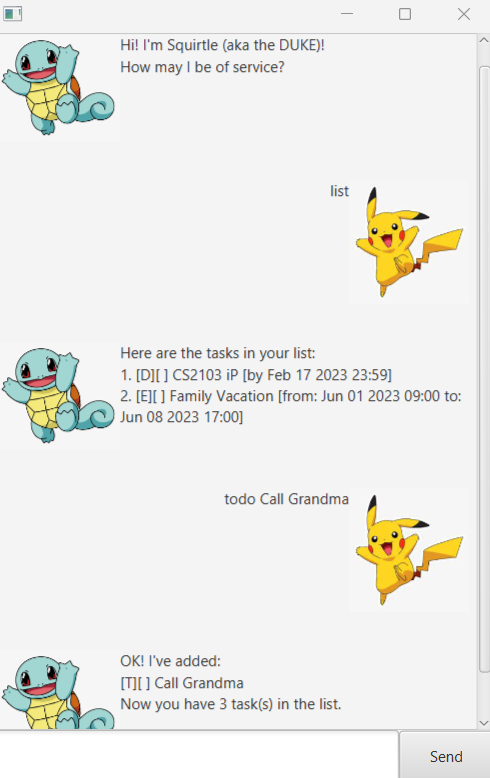 Hi! I'm Squirtle (aka the DUKE)!
How may I be of service?
list
Here are the tasks in your list:
1. [D][ ] CS2103 iP [by Feb 17 2023 23:59]
2. [E][ ] Family Vacation [from: Jun 01 2023 09:00 to:
Jun 08 2023 17:00]
todo Call Grandma
OK! I've added:
[T][ ] Call Grandma
Now you have 3 task(s) in the list.
Send